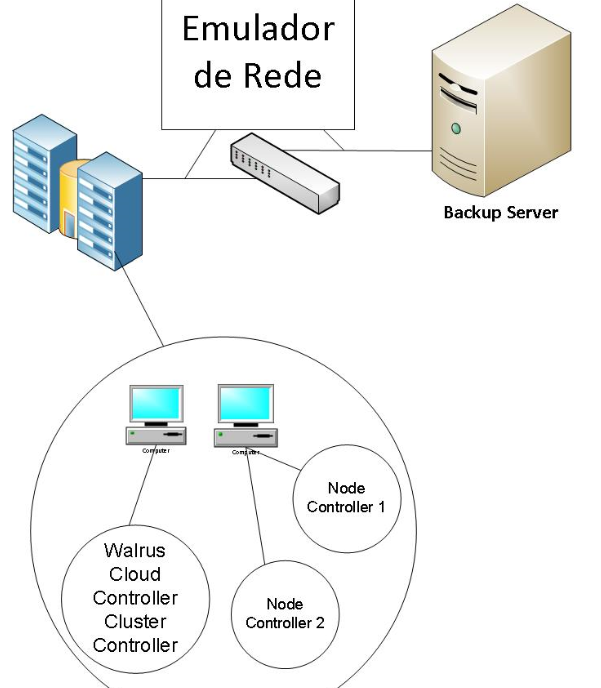 Emulador
de Rede
Backup Server
Computer
Computer
Node
Controller 1
Walrus
Cloud
Controller
Cluster
Controller
Node
Controller 2